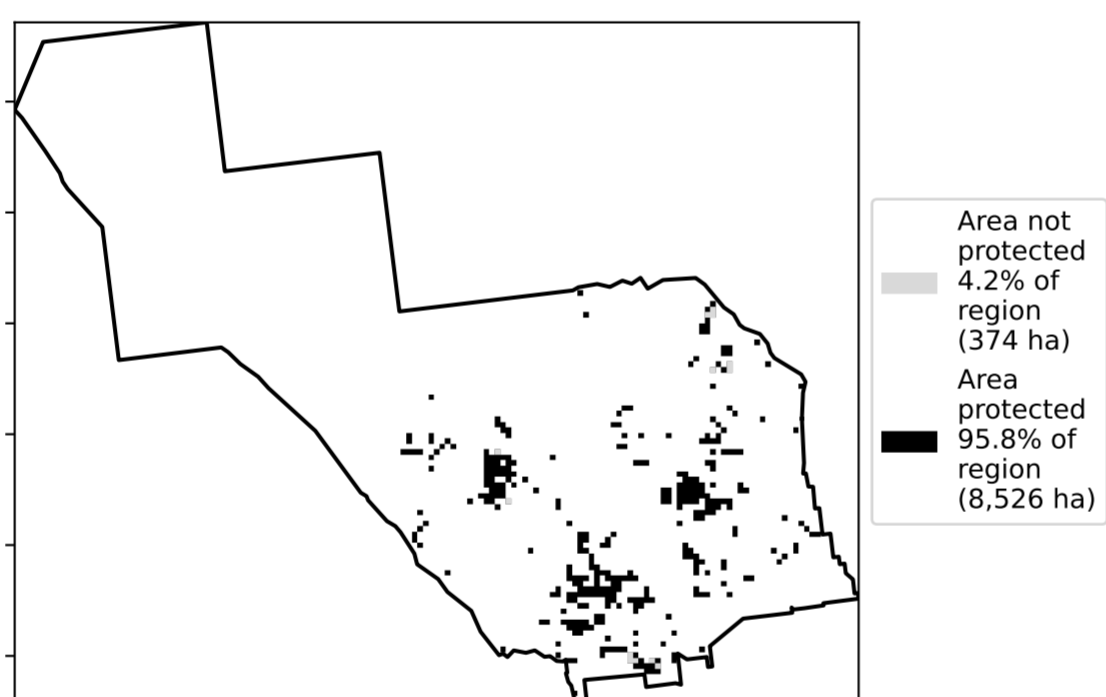 Area not
protected
4.2% of
region
(374 ha)
Area
protected
95.8% of
region
(8,526 ha)